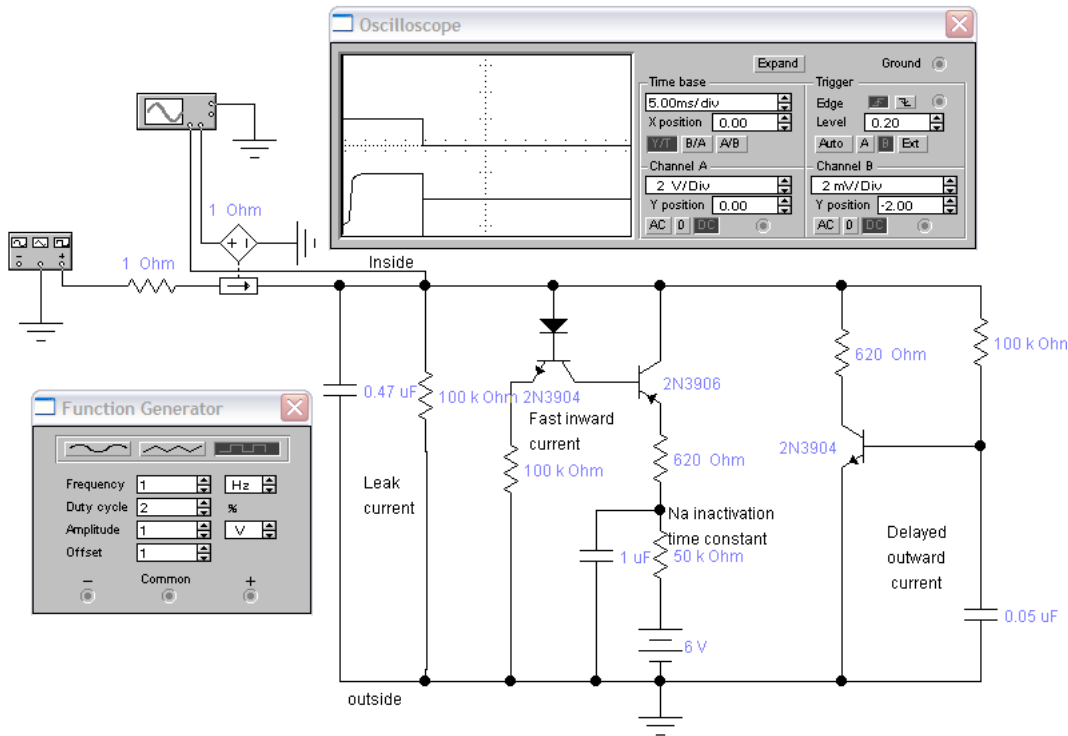 Oscilloscope
Expand
Ground
Time base
Trigger
5.00ms/div
Edge
X position 0.00
Level 0.20
Y/T B/A A/B
Auto A B Ext
Channel A
Channel B
2 V/Div
2 mV/Div
Y position 0.00
Y position -2.00
AC 0 DC
AC 0 DC
1 Ohm
1 Ohm
Inside
- +
+ -
0.47 uF
100 k Ohm
2N3904
2N3906
620 Ohm
100 k Ohm
620 Ohm
100 k Ohm
Fast inward
current
Leak
current
2N3904
Na inactivation
time constant
1 uF
50 k Ohm
Delayed
outward
current
0.05 uF
6 V
outside
Function Generator
Frequency 1 Hz
Duty cycle 2 %
Amplitude 1 V
Offset 1
- Common +